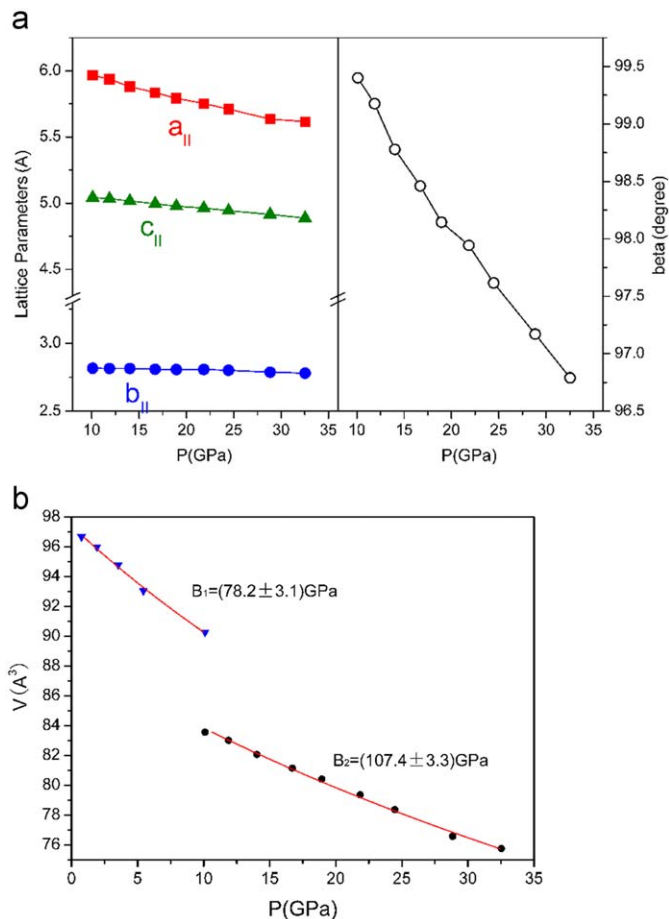 a
6.0
5.5
5.0
4.5
3.0
2.5
Lattice Parameters (A)
a_II
c_II
b_II
10 15 20 25 30 35
P(GPa)
99.5
99.0
98.5
98.0
97.5
97.0
96.5
beta(degree)
10 15 20 25 30 35
P(GPa)
b
98
96
94
92
90
88
86
84
82
80
78
76
V(A³)
B₁=(78.2±3.1)GPa
B₂=(107.4±3.3)GPa
0 5 10 15 20 25 30 35
P(GPa)